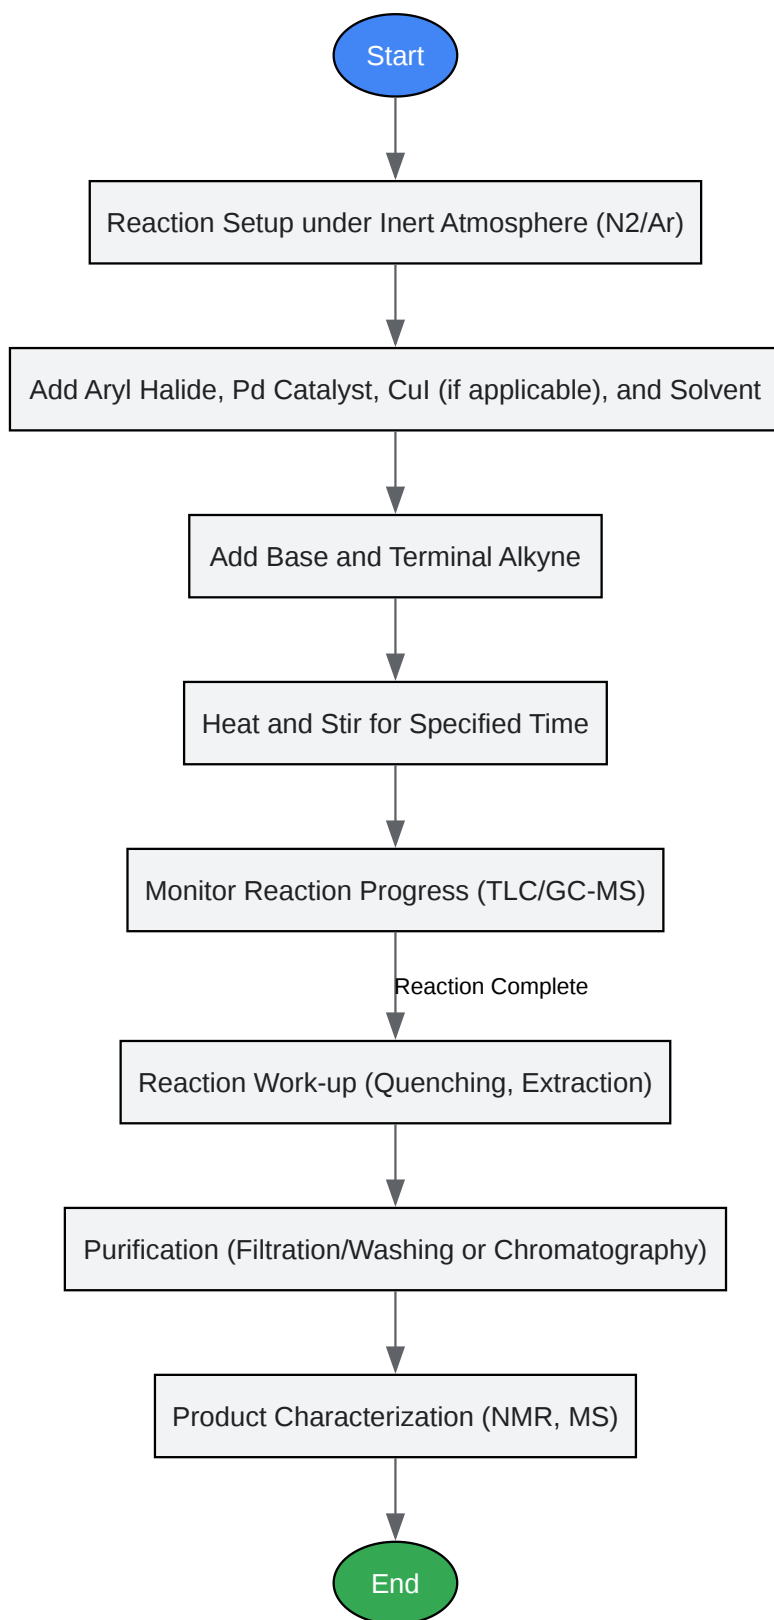 Start
Reaction Setup under Inert Atmosphere (N2/Ar)
Add Aryl Halide, Pd Catalyst, CuI (if applicable), and Solvent
Add Base and Terminal Alkyne
Heat and Stir for Specified Time
Monitor Reaction Progress (TLC/GC-MS)
Reaction Complete
Reaction Work-up (Quenching, Extraction)
Purification (Filtration/Washing or Chromatography)
Product Characterization (NMR, MS)
End